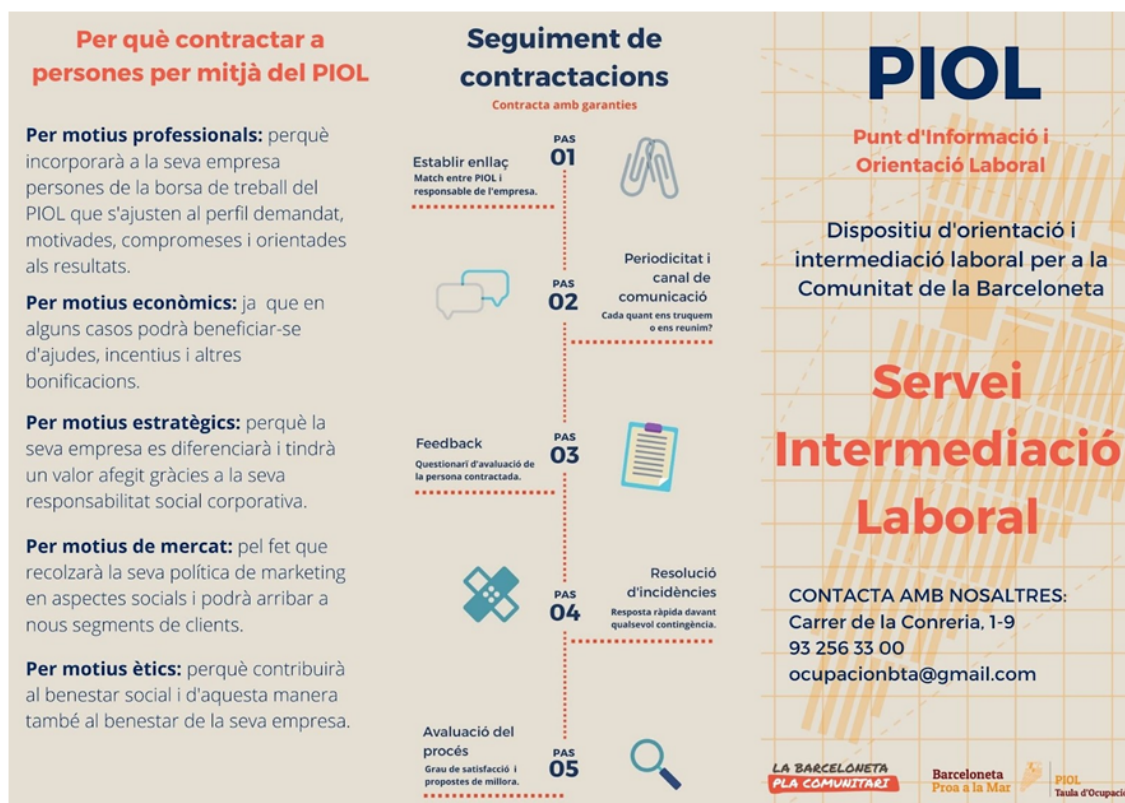 Per què contractar a
persones per mitjà del PIOL
Per motius professionals: perquè
incorporarà a la seva empresa
persones de la borsa de treball del
PIOL que s'ajusten al perfil demandat,
motivades, compromeses i orientades
als resultats.
Per motius econòmics: ja que en
alguns casos podrà beneficiar-se
d'ajudes, incentius i altres
bonificacions.
Per motius estratègics: perquè la
seva empresa es diferenciarà i tindrà
un valor afegit gràcies a la seva
responsabilitat social corporativa.
Per motius de mercat: pel fet que
recolzarà la seva política de marketing
en aspectes socials i podrà arribar a
nous segments de clients.
Per motius ètics: perquè contribuirà
al benestar social i d'aquesta manera
també al benestar de la seva empresa.
Seguiment de
contractacions
Contracta amb garanties
PAS
01
Establir enllaç
Match entre PIOL i
responsable de l'empresa.
PAS
02
Periodicitat i
canal de
comunicació
Cada quant ens truquem
o ens reunim?
PAS
03
Feedback
Questionari d'avaluació de
la persona contractada.
PAS
04
Resolució
d'incidències
Resposta ràpida davant
qualsevol contingència.
PAS
05
Avaluació del
procés
Grau de satisfacció i
propostes de millora.
PIOL
Punt d'Informació i
Orientació Laboral
Dispositiu d'orientació i
intermediació laboral per a la
Comunitat de la Barceloneta
Servei
Intermediació
Laboral
CONTACTA AMB NOSALTRES:
Carrer de la Conreria, 1-9
93 256 33 00
ocupacionbta@gmail.com
LA BARCELONETA
PLA COMUNITARI
Barceloneta
Proa a la Mar
PIOL
Taula d'Ocupació